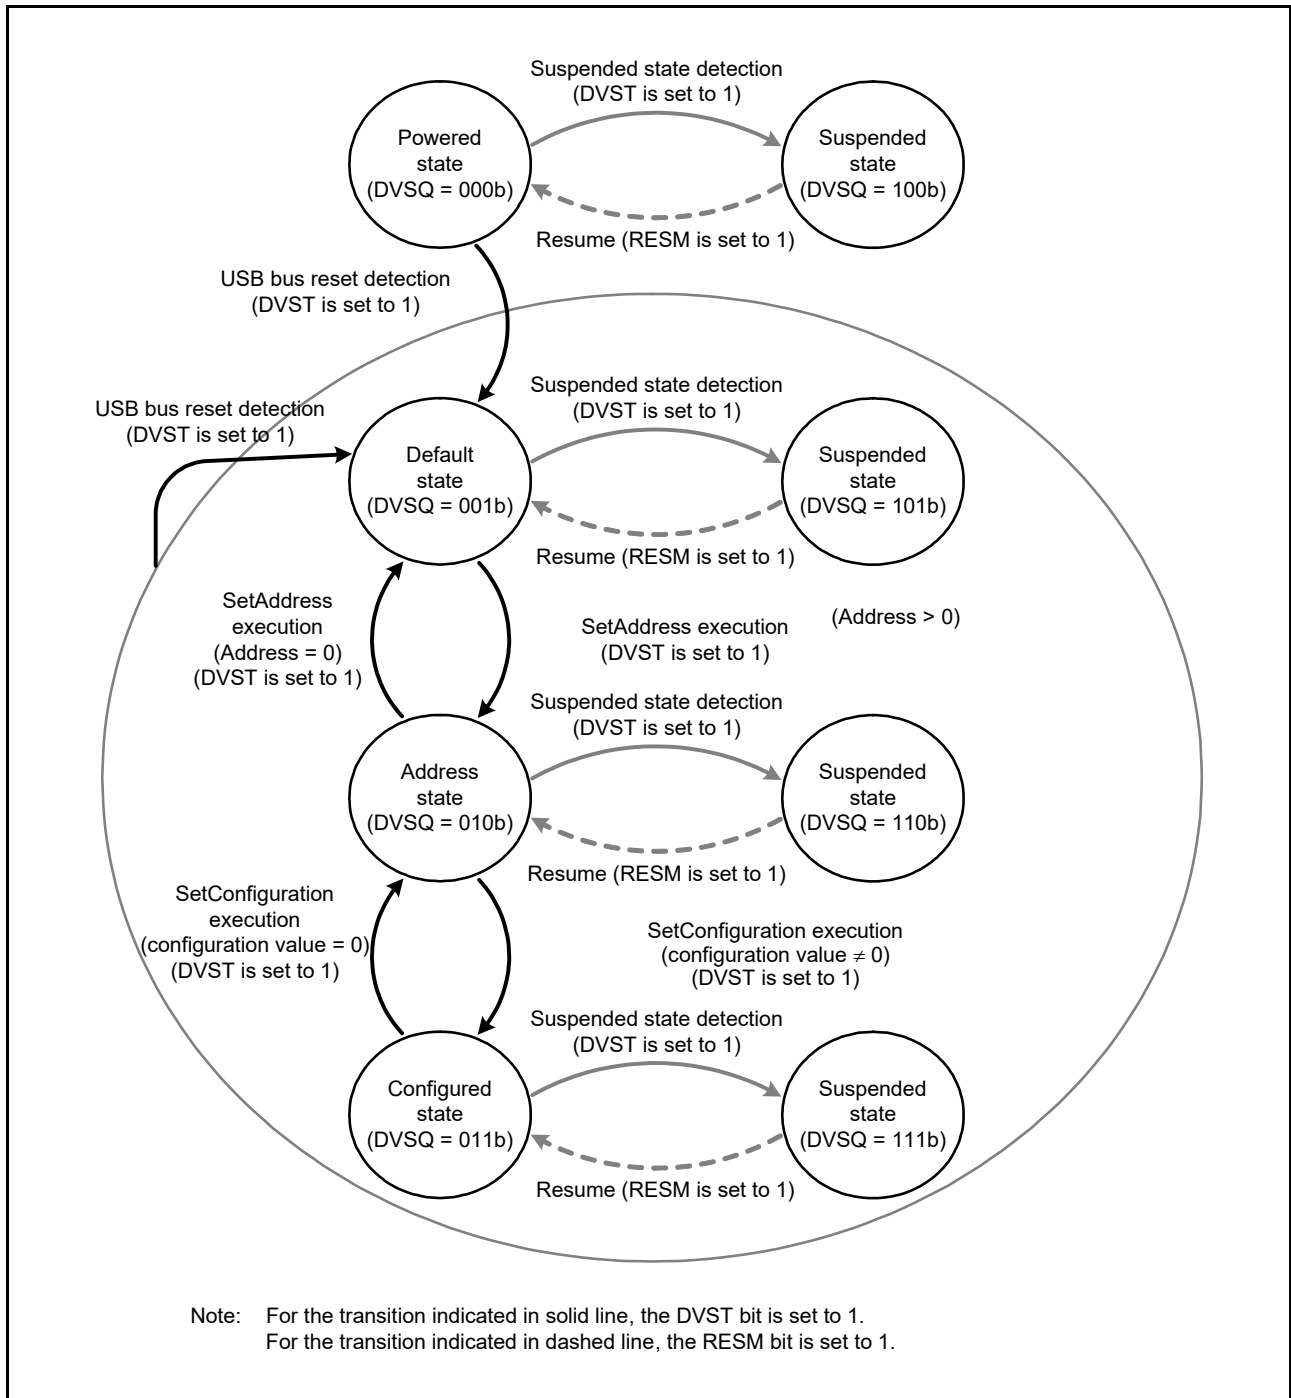 Suspended state detection
(DVST is set to 1)
Powered
state
(DVSQ = 000b)
Suspended
state
(DVSQ = 100b)
Resume (RESM is set to 1)
USB bus reset detection
(DVST is set to 1)
USB bus reset detection
(DVST is set to 1)
Suspended state detection
(DVST is set to 1)
Default
state
(DVSQ = 001b)
Suspended
state
(DVSQ = 101b)
Resume (RESM is set to 1)
SetAddress
execution
(Address = 0)
(DVST is set to 1)
SetAddress execution
(DVST is set to 1)
(Address > 0)
Suspended state detection
(DVST is set to 1)
Address
state
(DVSQ = 010b)
Suspended
state
(DVSQ = 110b)
Resume (RESM is set to 1)
SetConfiguration
execution
(configuration value = 0)
(DVST is set to 1)
SetConfiguration execution
(configuration value ≠ 0)
(DVST is set to 1)
Suspended state detection
(DVST is set to 1)
Configured
state
(DVSQ = 011b)
Suspended
state
(DVSQ = 111b)
Resume (RESM is set to 1)
Note: For the transition indicated in solid line, the DVST bit is set to 1.
For the transition indicated in dashed line, the RESM bit is set to 1.